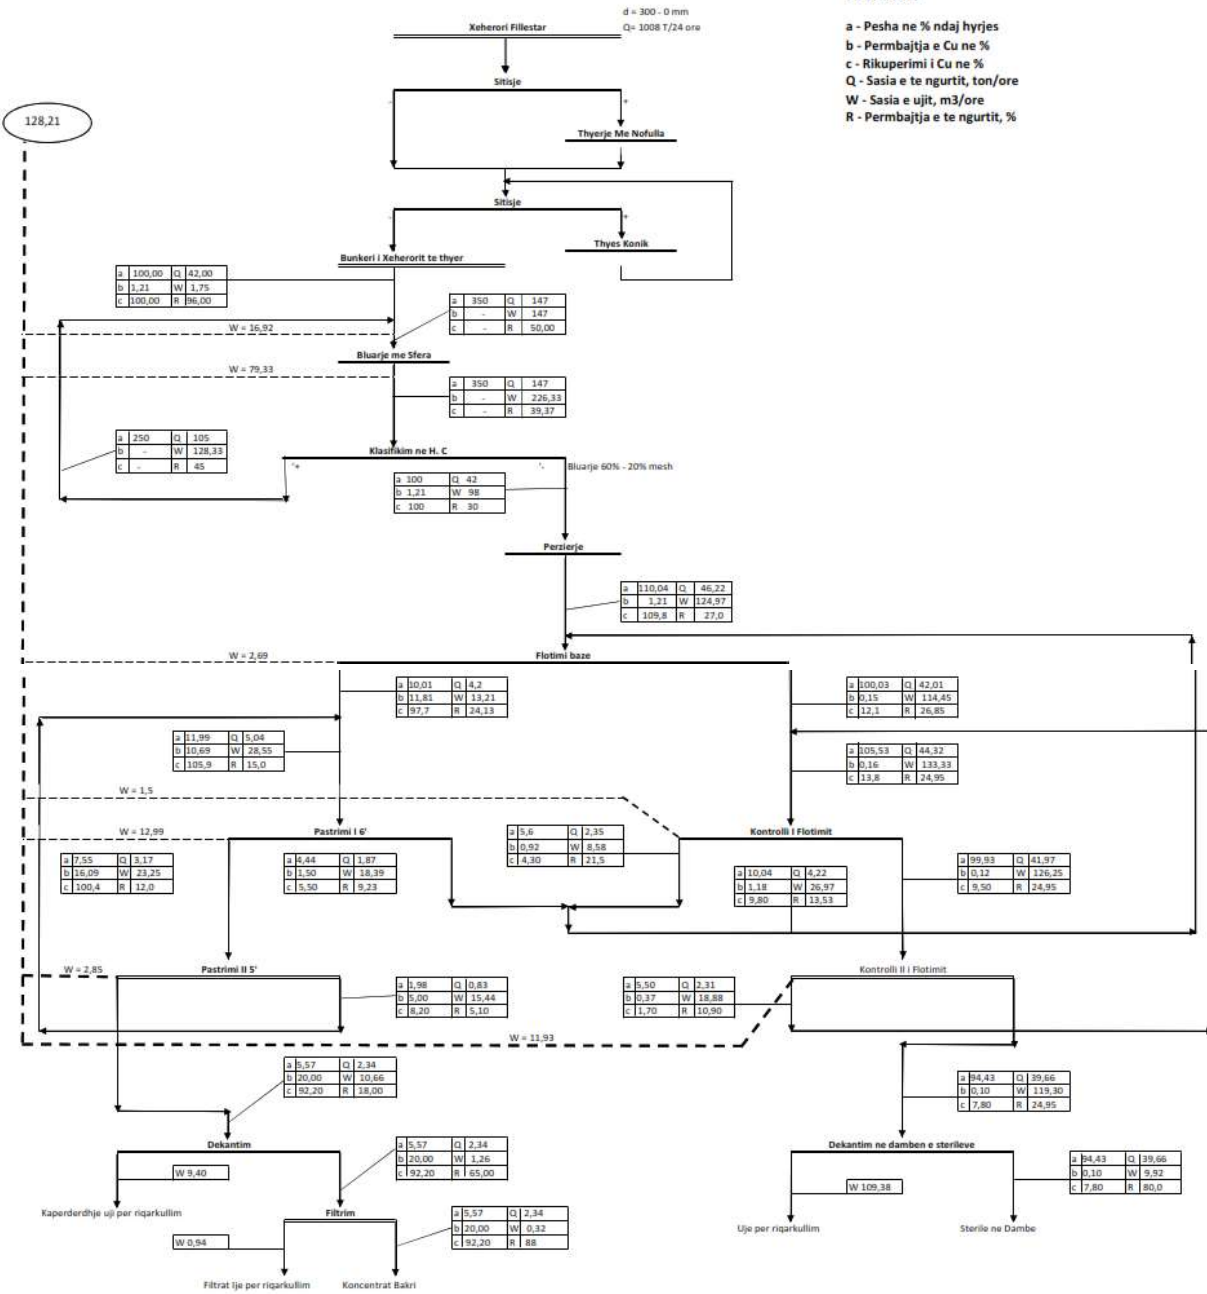 d = 300 - 0 mm
Xeherori Fillestar
Q= 1008 T/24 ore
a - Pesha ne % ndaj hyrjes
b - Permbajtja e Cu ne %
c - Rikuperimi i Cu ne %
Q - Sasia e te ngurtit, ton/ore
W - Sasia e ujit, m3/ore
R - Permbajtja e te ngurtit, %
Sitisje
- +
128,21
Thyerje Me Nofulla
Sitisje
- +
Thyes Konik
Bunkeri i Xeherorit te thyer
a 100,00 Q 42,00
b 1,21 W 1,75
c 100,00 R 96,00
a 350 Q 147
b - W 147
c - R 50,00
W = 16,92
Bluarje me Sfera
W = 79,33
a 350 Q 147
b - W 226,33
c - R 39,37
a 250 Q 105
b - W 128,33
c - R 45
Klasifikim ne H. C
'+ '- Bluarje 60% - 20% mesh
a 100 Q 42
b 1,21 W 98
c 100 R 30
Perzierje
a 110,04 Q 46,22
b 1,21 W 124,97
c 109,8 R 27,0
W = 2,69
Flotimi baze
a 10,01 Q 4,2
b 11,81 W 13,21
c 97,7 R 24,13
a 100,03 Q 42,01
b 0,15 W 114,45
c 12,1 R 26,85
a 11,99 Q 5,04
b 10,69 W 28,55
c 105,9 R 15,0
a 105,53 Q 44,32
b 0,16 W 133,33
c 13,8 R 24,95
W = 1,5
W = 12,99
Pastrimi I 6'
Kontrolli I Flotimit
a 5,6 Q 2,35
b 0,92 W 8,58
c 4,30 R 21,5
a 7,55 Q 3,17
b 16,09 W 23,25
c 100,4 R 12,0
a 4,44 Q 1,87
b 1,50 W 18,39
c 5,50 R 9,23
a 10,04 Q 4,22
b 1,18 W 26,97
c 9,80 R 13,53
a 99,93 Q 41,97
b 0,12 W 126,25
c 9,50 R 24,95
W = 2,85
Pastrimi II 5'
Kontrolli II i Flotimit
a 1,98 Q 0,83
b 5,00 W 15,44
c 8,20 R 5,10
a 5,50 Q 2,31
b 0,37 W 18,88
c 1,70 R 10,90
W = 11,93
a 5,57 Q 2,34
b 20,00 W 10,66
c 92,20 R 18,00
a 94,43 Q 39,66
b 0,10 W 119,30
c 7,80 R 24,95
Dekantim
Dekantim ne damben e sterileve
a 5,57 Q 2,34
b 20,00 W 1,26
c 92,20 R 65,00
W 9,40
W 109,38
a 94,43 Q 39,66
b 0,10 W 9,92
c 7,80 R 80,0
Kaperderdhje uji per riqarkullim
Filtrim
a 5,57 Q 2,34
b 20,00 W 0,32
c 92,20 R 88
Uje per riqarkullim
Sterile ne Dambe
W 0,94
Filtrat Ije per riqarkullim
Koncentrat Bakri